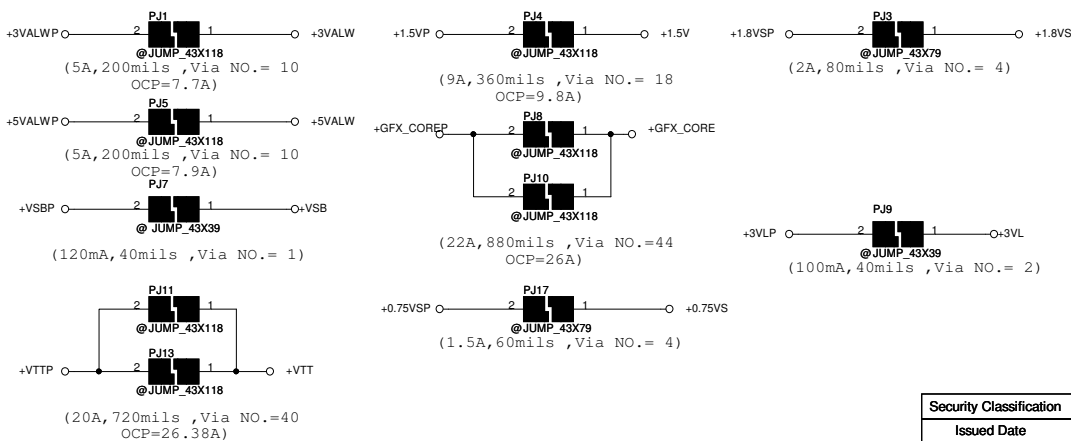 PJ1
+3VALWP 2 1 +3VALW
@JUMP_43X118
(5A,200mils ,Via NO.= 10
OCP=7.7A)
PJ5
+5VALWP 2 1 +5VALW
@JUMP_43X118
(5A,200mils ,Via NO.= 10
OCP=7.9A)
PJ7
+VSBP 2 1 +VSB
@ JUMP_43X39
(120mA,40mils ,Via NO.= 1)
PJ11
2 1
@JUMP_43X118
PJ13
+VTTP 2 1 +VTT
@JUMP_43X118
(20A,720mils ,Via NO.=40
OCP=26.38A)
PJ4
+1.5VP 2 1 +1.5V
@JUMP_43X118
(9A,360mils ,Via NO.= 18
OCP=9.8A)
PJ8
+GFX_COREP 2 1 +GFX_CORE
@JUMP_43X118
PJ10
2 1
@JUMP_43X118
(22A,880mils ,Via NO.=44
OCP=26A)
PJ17
+0.75VSP 2 1 +0.75VS
@JUMP_43X79
(1.5A,60mils ,Via NO.= 4)
PJ3
+1.8VSP 2 1 +1.8VS
@JUMP_43X79
(2A,80mils ,Via NO.= 4)
PJ9
+3VLP 2 1 +3VL
@JUMP_43X39
(100mA,40mils ,Via NO.= 2)
Security Classification
Issued Date